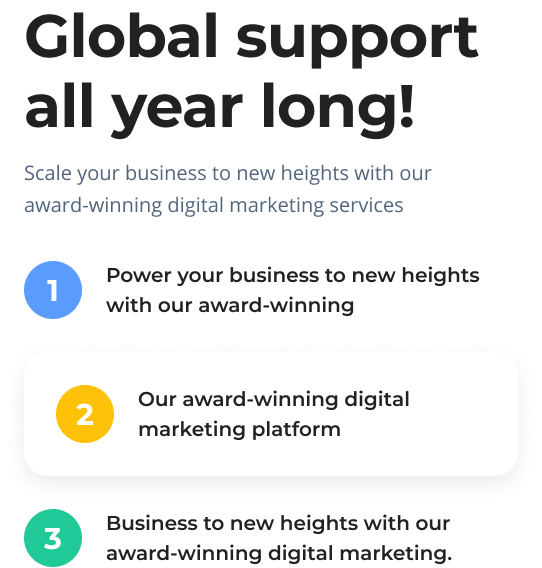 Global support
all year long!
Scale your business to new heights with our
award-winning digital marketing services
1
Power your business to new heights
with our award-winning
2
Our award-winning digital
marketing platform
3
Business to new heights with our
award-winning digital marketing.